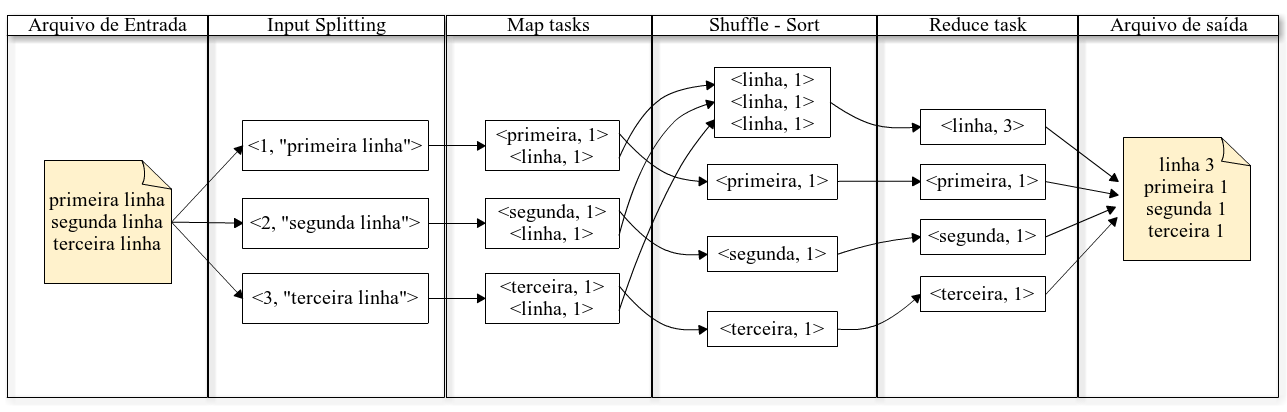 Arquivo de Entrada
Input Splitting
Map tasks
Shuffle - Sort
Reduce task
Arquivo de saída
primeira linha
segunda linha
terceira linha
<1, "primeira linha">
<2, "segunda linha">
<3, "terceira linha">
<primeira, 1>
<linha, 1>
<segunda, 1>
<linha, 1>
<terceira, 1>
<linha, 1>
<linha, 1>
<linha, 1>
<linha, 1>
<primeira, 1>
<segunda, 1>
<terceira, 1>
<linha, 3>
<primeira, 1>
<segunda, 1>
<terceira, 1>
linha 3
primeira 1
segunda 1
terceira 1